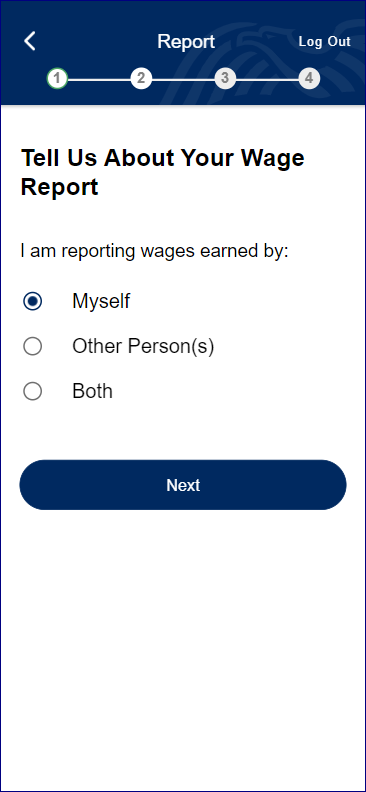 Report
Log Out
1 2 3 4
Tell Us About Your Wage
Report
I am reporting wages earned by:
Myself
Other Person(s)
Both
Next